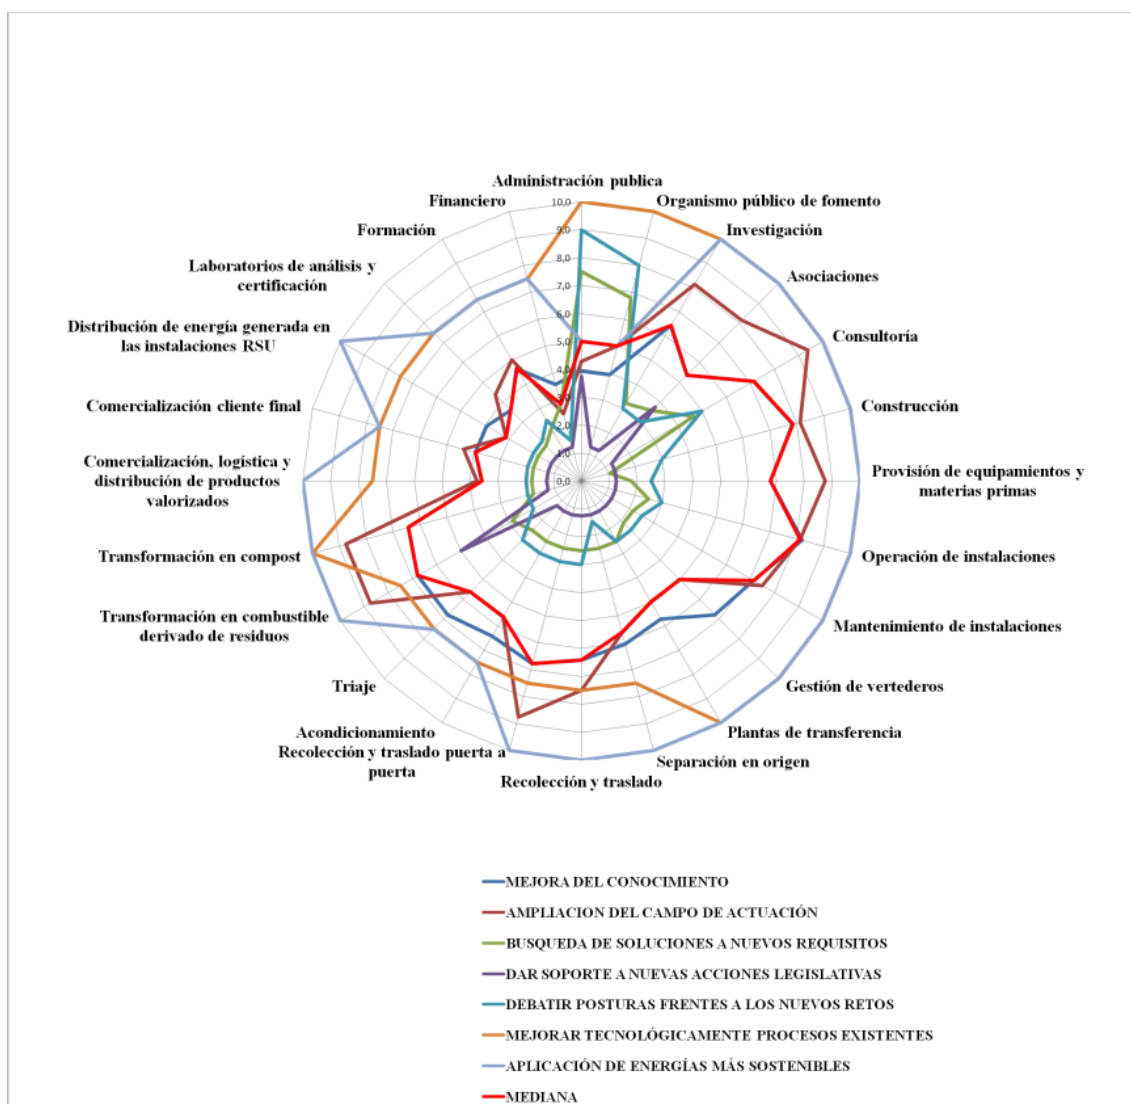 Administración publica
Organismo público de fomento
Investigación
Asociaciones
Consultoría
Construcción
Provisión de equipamientos y
materias primas
Operación de instalaciones
Mantenimiento de instalaciones
Gestión de vertederos
Plantas de transferencia
Separación en origen
Recolección y traslado
Recolección y traslado puerta a
puerta
Acondicionamiento
Triaje
Transformación en combustible
derivado de residuos
Transformación en compost
Comercialización, logística y
distribución de productos
valorizados
Comercialización cliente final
Distribución de energía generada en
las instalaciones RSU
Laboratorios de análisis y
certificación
Formación
Financiero
10,0
9,0
8,0
7,0
6,0
5,0
4,0
3,0
2,0
1,0
0,0
MEJORA DEL CONOCIMIENTO
AMPLIACION DEL CAMPO DE ACTUACIÓN
BUSQUEDA DE SOLUCIONES A NUEVOS REQUISITOS
DAR SOPORTE A NUEVAS ACCIONES LEGISLATIVAS
DEBATIR POSTURAS FRENTES A LOS NUEVOS RETOS
MEJORAR TECNOLÓGICAMENTE PROCESOS EXISTENTES
APLICACIÓN DE ENERGÍAS MÁS SOSTENIBLES
MEDIANA